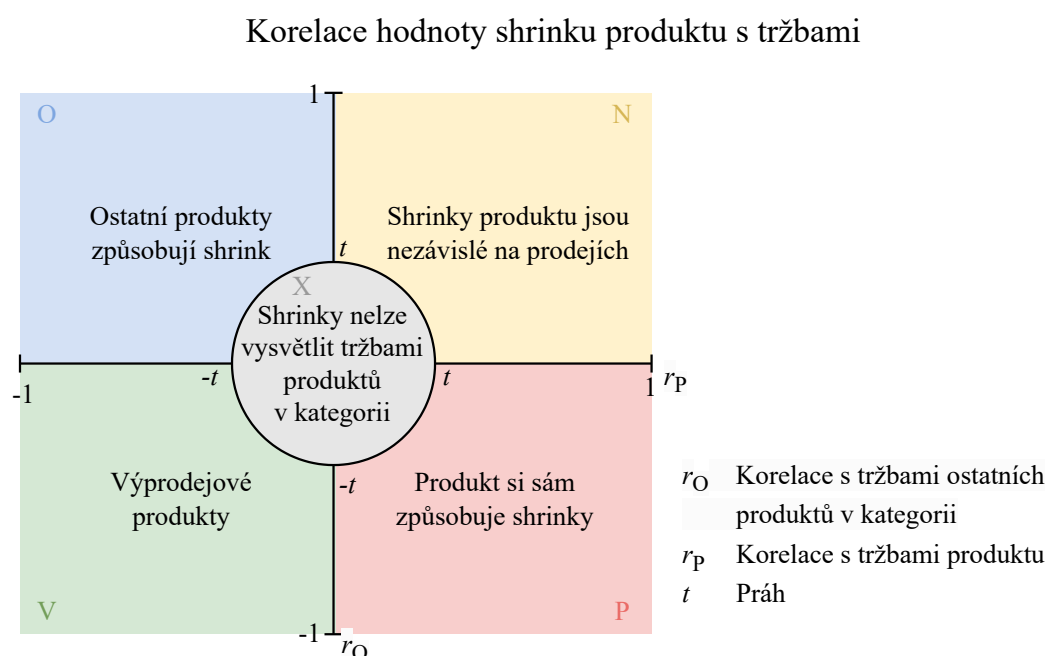 Korelace hodnoty shrinku produktu s tržbami
1
O
N
Ostatní produkty
způsobují shrink
Shrinky produktu jsou
nezávislé na prodejích
t
X
Shrinky nelze
vysvětlit tržbami
produktů
v kategorii
-t
t
-1
1
rP
Výprodejové
produkty
-t
Produkt si sám
způsobuje shrinky
V
P
-1
rO
rO Korelace s tržbami ostatních
produktů v kategorii
rP Korelace s tržbami produktu
t Práh